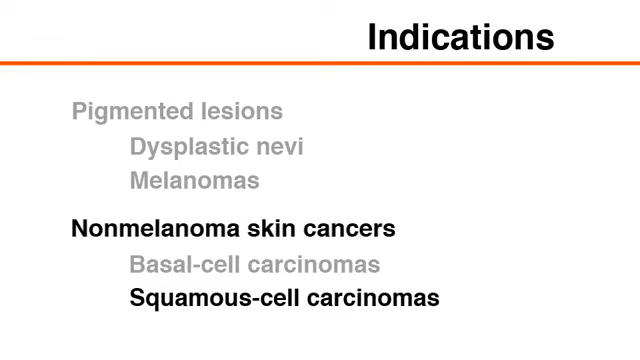 Indications
Pigmented lesions
Dysplastic nevi
Melanomas
Nonmelanoma skin cancers
Basal-cell carcinomas
Squamous-cell carcinomas